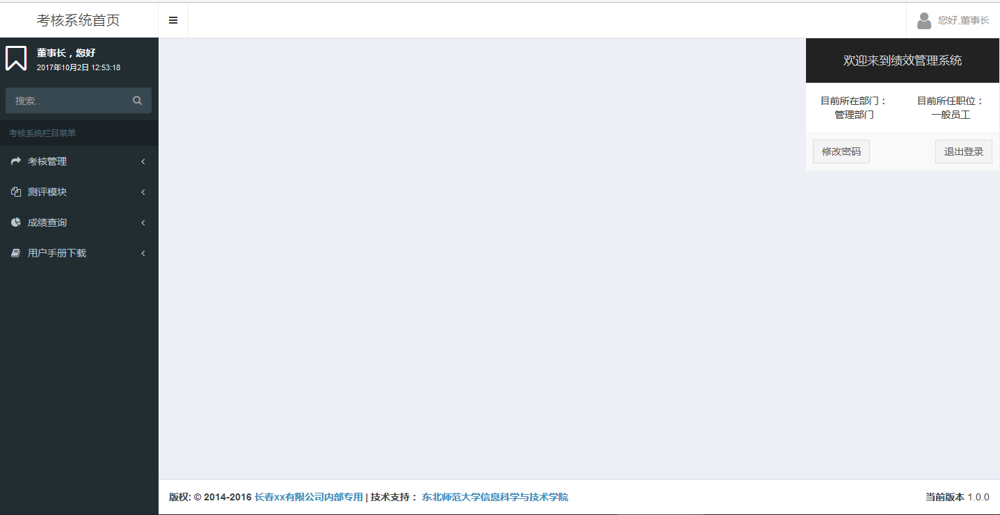 考核系统首页
您好,董事长
董事长，您好
2017年10月2日 12:53:18
搜索...
考核系统栏目菜单
考核管理
测评模块
成绩查询
用户手册下载
欢迎来到绩效管理系统
目前所在部门：
管理部门
目前所任职位：
一般员工
修改密码
退出登录
版权: © 2014-2016 长春xx有限公司内部专用 | 技术支持： 东北师范大学信息科学与技术学院
当前版本 1.0.0